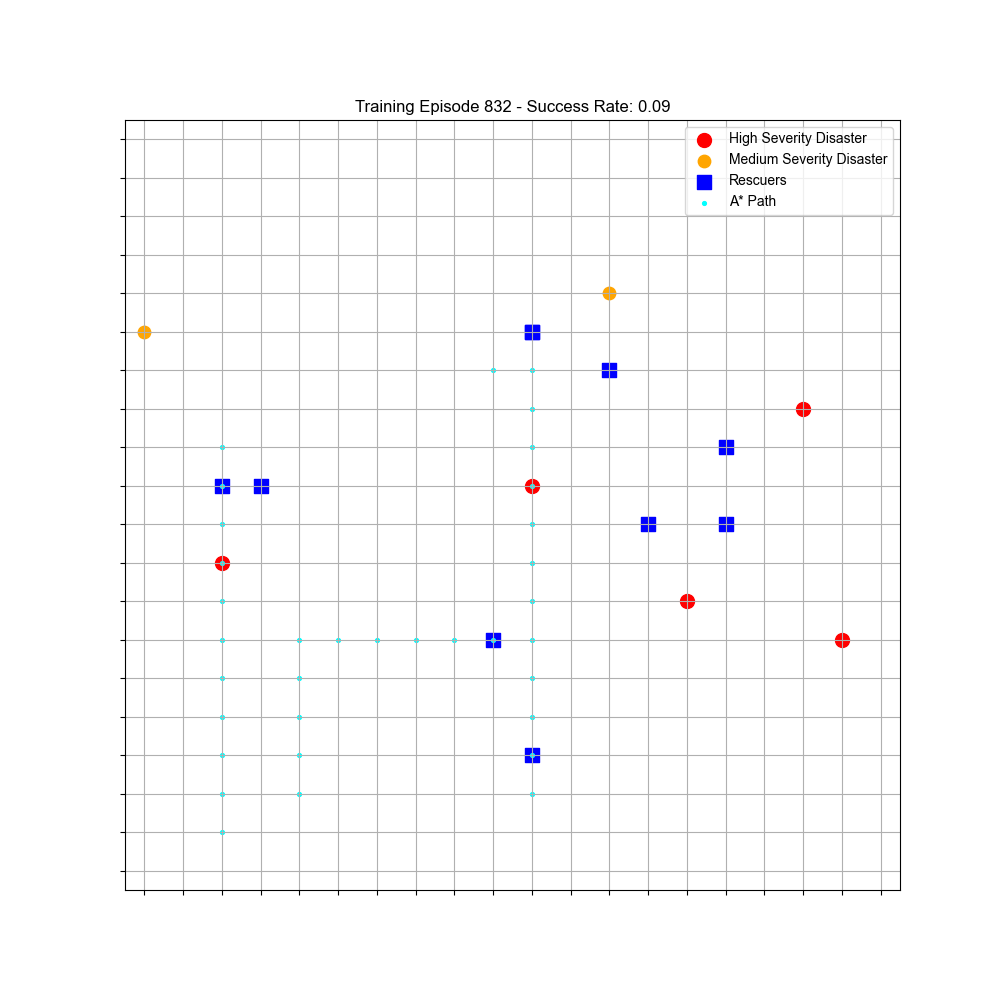 Training Episode 832 - Success Rate: 0.09
High Severity Disaster
Medium Severity Disaster
Rescuers
A* Path